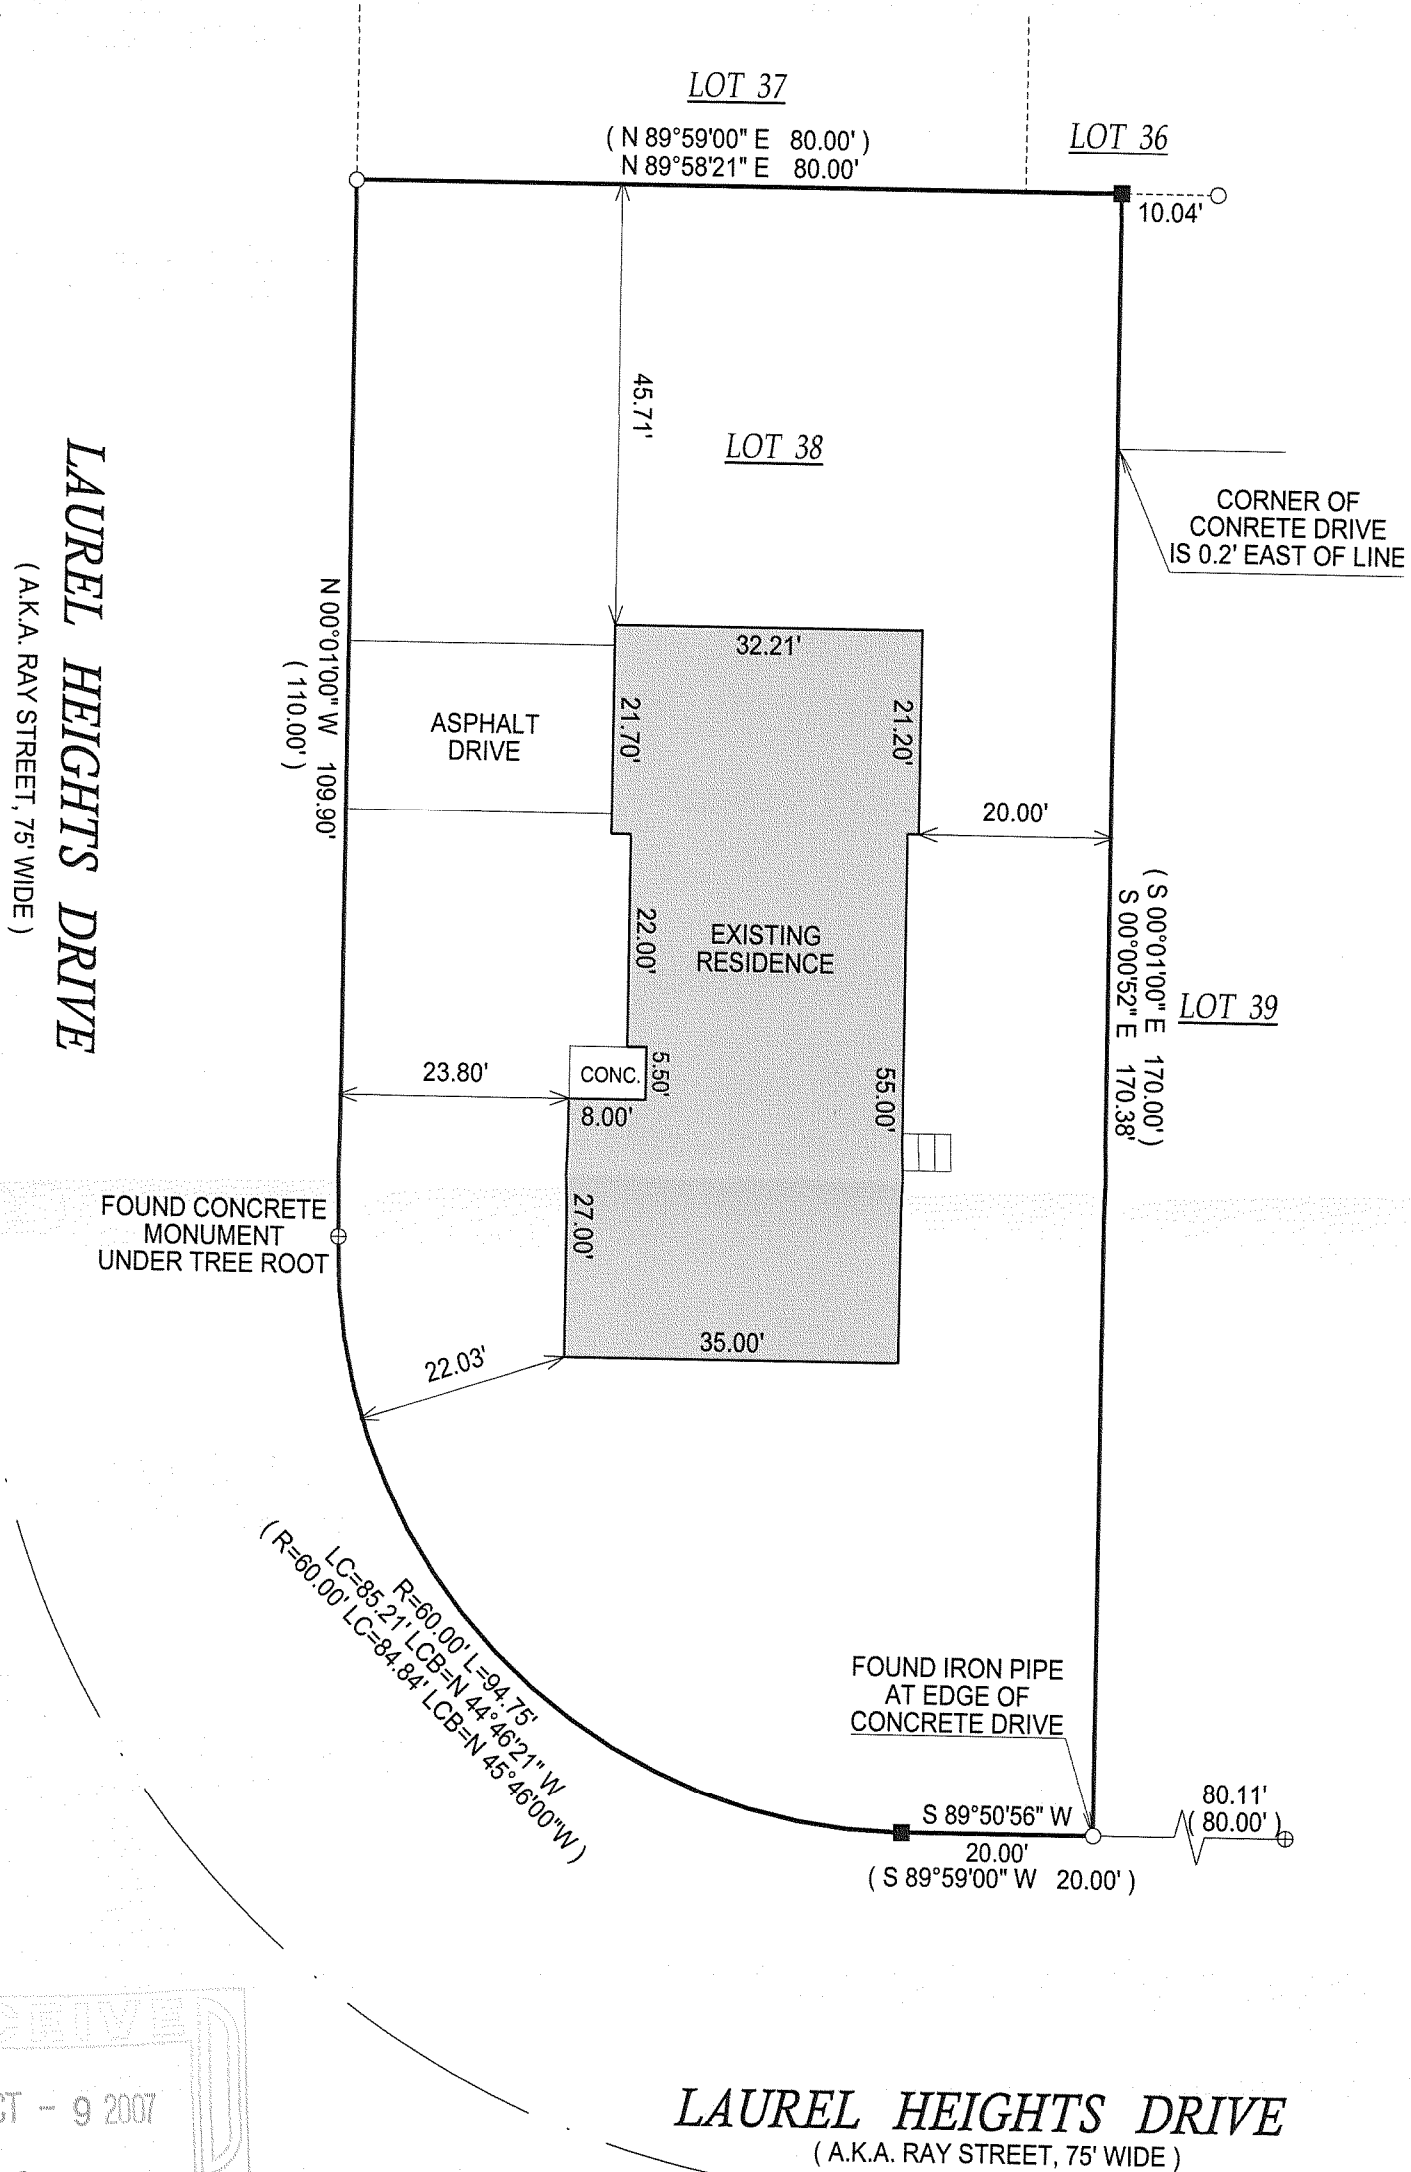 LOT 37
( N 89°59'00" E 80.00' )
N 89°58'21" E 80.00'
LOT 36
10.04'
45.71'
LOT 38
CORNER OF
CONRETE DRIVE
IS 0.2' EAST OF LINE
LAUREL HEIGHTS DRIVE
( A.K.A. RAY STREET, 75' WIDE )
N 00°01'00" W 109.90'
( 110.00' )
ASPHALT
DRIVE
32.21'
21.70'
21.20'
20.00'
22.00'
EXISTING
RESIDENCE
( S 00°01'00" E 170.00' )
S 00°00'52" E 170.38'
LOT 39
23.80'
CONC.
5.50'
8.00'
55.00'
27.00'
FOUND CONCRETE
MONUMENT
UNDER TREE ROOT
35.00'
22.03'
R=60.00' L=94.75'
LC=85.21' LCB=N 44°46'21" W
( R=60.00' LC=84.84' LCB=N 45°46'00"W )
FOUND IRON PIPE
AT EDGE OF
CONCRETE DRIVE
S 89°50'56" W
20.00'
( S 89°59'00" W 20.00' )
80.11'
( 80.00' )
CEIVE
CT - 9 2007
LAUREL HEIGHTS DRIVE
( A.K.A. RAY STREET, 75' WIDE )